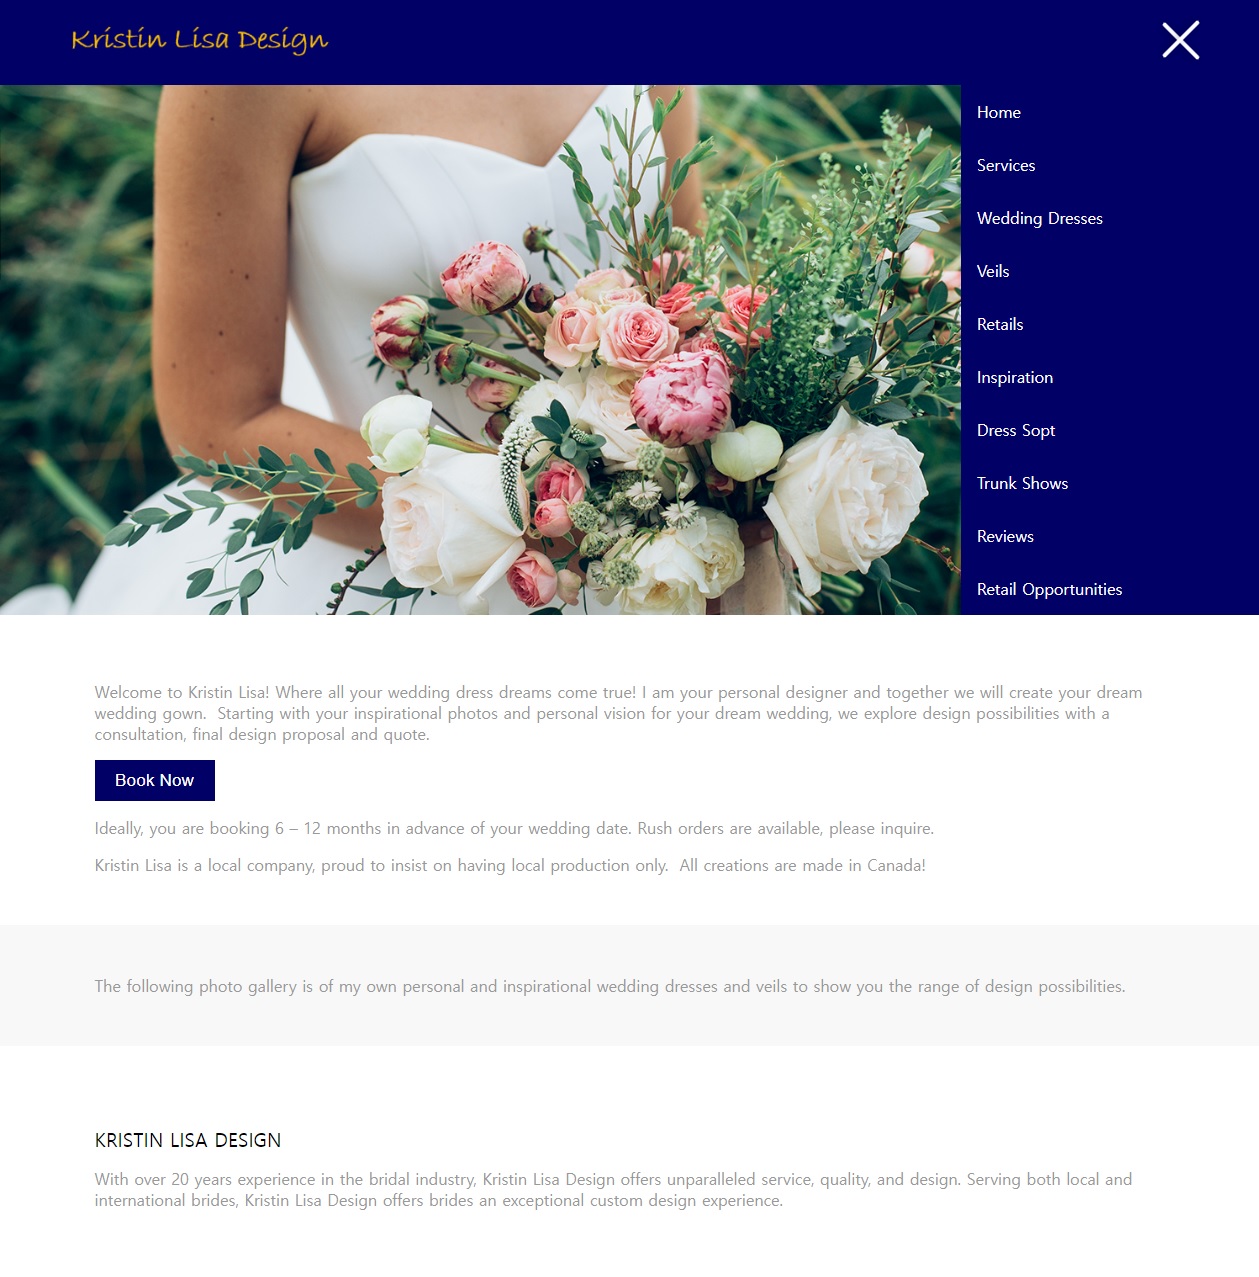 Kristin Lisa Design
Home
Services
Wedding Dresses
Veils
Retails
Inspiration
Dress Sopt
Trunk Shows
Reviews
Retail Opportunities
Welcome to Kristin Lisa! Where all your wedding dress dreams come true! I am your personal designer and together we will create your dream
wedding gown.  Starting with your inspirational photos and personal vision for your dream wedding, we explore design possibilities with a
consultation, final design proposal and quote.
Book Now
Ideally, you are booking 6 – 12 months in advance of your wedding date. Rush orders are available, please inquire.
Kristin Lisa is a local company, proud to insist on having local production only.  All creations are made in Canada!
The following photo gallery is of my own personal and inspirational wedding dresses and veils to show you the range of design possibilities.
KRISTIN LISA DESIGN
With over 20 years experience in the bridal industry, Kristin Lisa Design offers unparalleled service, quality, and design. Serving both local and
international brides, Kristin Lisa Design offers brides an exceptional custom design experience.